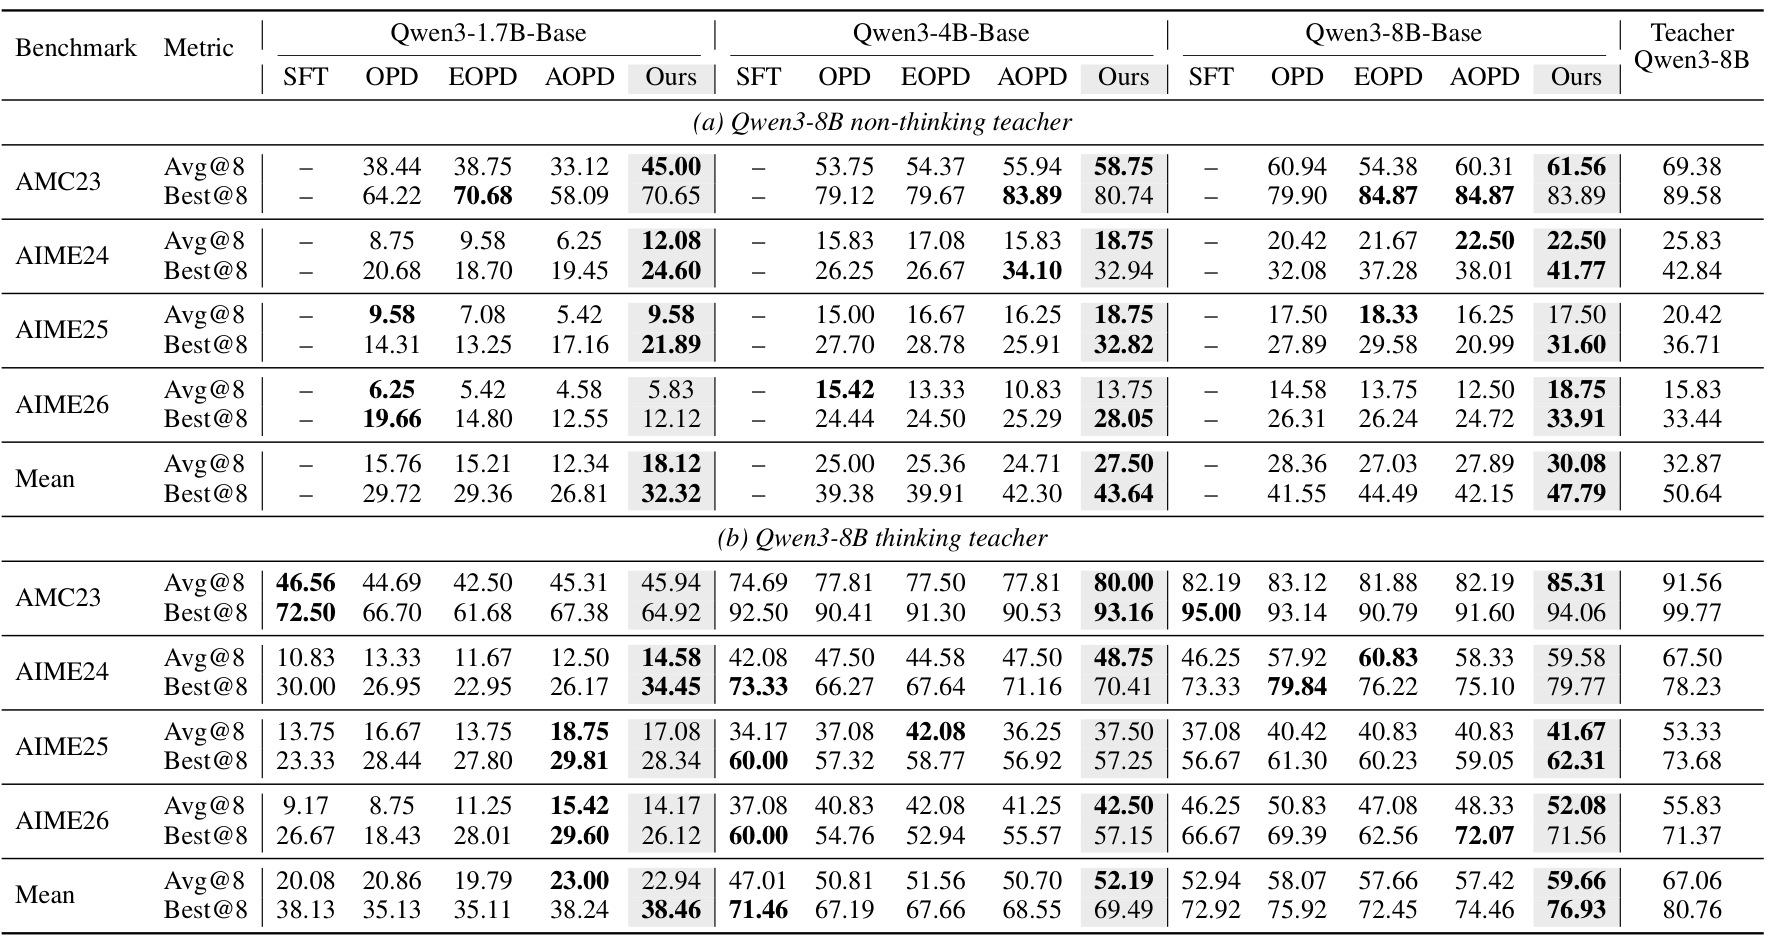 Benchmark Metric Qwen3-1.7B-Base Qwen3-4B-Base Qwen3-8B-Base Teacher Qwen3-8B
SFT OPD EOPD AOPD Ours SFT OPD EOPD AOPD Ours SFT OPD EOPD AOPD Ours
(a) Qwen3-8B non-thinking teacher
AMC23 Avg@8 – 38.44 38.75 33.12 45.00 – 53.75 54.37 55.94 58.75 – 60.94 54.38 60.31 61.56 69.38
Best@8 – 64.22 70.68 58.09 70.65 – 79.12 79.67 83.89 80.74 – 79.90 84.87 84.87 83.89 89.58
AIME24 Avg@8 – 8.75 9.58 6.25 12.08 – 15.83 17.08 15.83 18.75 – 20.42 21.67 22.50 22.50 25.83
Best@8 – 20.68 18.70 19.45 24.60 – 26.25 26.67 34.10 32.94 – 32.08 37.28 38.01 41.77 42.84
AIME25 Avg@8 – 9.58 7.08 5.42 9.58 – 15.00 16.67 16.25 18.75 – 17.50 18.33 16.25 17.50 20.42
Best@8 – 14.31 13.25 17.16 21.89 – 27.70 28.78 25.91 32.82 – 27.89 29.58 20.99 31.60 36.71
AIME26 Avg@8 – 6.25 5.42 4.58 5.83 – 15.42 13.33 10.83 13.75 – 14.58 13.75 12.50 18.75 15.83
Best@8 – 19.66 14.80 12.55 12.12 – 24.44 24.50 25.29 28.05 – 26.31 26.24 24.72 33.91 33.44
Mean Avg@8 – 15.76 15.21 12.34 18.12 – 25.00 25.36 24.71 27.50 – 28.36 27.03 27.89 30.08 32.87
Best@8 – 29.72 29.36 26.81 32.32 – 39.38 39.91 42.30 43.64 – 41.55 44.49 42.15 47.79 50.64
(b) Qwen3-8B thinking teacher
AMC23 Avg@8 46.56 44.69 42.50 45.31 45.94 74.69 77.81 77.50 77.81 80.00 82.19 83.12 81.88 82.19 85.31 91.56
Best@8 72.50 66.70 61.68 67.38 64.92 92.50 90.41 91.30 90.53 93.16 95.00 93.14 90.79 91.60 94.06 99.77
AIME24 Avg@8 10.83 13.33 11.67 12.50 14.58 42.08 47.50 44.58 47.50 48.75 46.25 57.92 60.83 58.33 59.58 67.50
Best@8 30.00 26.95 22.95 26.17 34.45 73.33 66.27 67.64 71.16 70.41 73.33 79.84 76.22 75.10 79.77 78.23
AIME25 Avg@8 13.75 16.67 13.75 18.75 17.08 34.17 37.08 42.08 36.25 37.50 37.08 40.42 40.83 40.83 41.67 53.33
Best@8 23.33 28.44 27.80 29.81 28.34 60.00 57.32 58.77 56.92 57.25 56.67 61.30 60.23 59.05 62.31 73.68
AIME26 Avg@8 9.17 8.75 11.25 15.42 14.17 37.08 40.83 42.08 41.25 42.50 46.25 50.83 47.08 48.33 52.08 55.83
Best@8 26.67 18.43 28.01 29.60 26.12 60.00 54.76 52.94 55.57 57.15 66.67 69.39 62.56 72.07 71.56 71.37
Mean Avg@8 20.08 20.86 19.79 23.00 22.94 47.01 50.81 51.56 50.70 52.19 52.94 58.07 57.66 57.42 59.66 67.06
Best@8 38.13 35.13 35.11 38.24 38.46 71.46 67.19 67.66 68.55 69.49 72.92 75.92 72.45 74.46 76.93 80.76